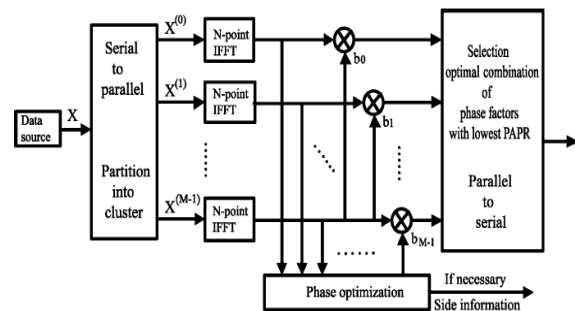 Data
source
X
Serial
to
parallel
Partition
into
cluster
X(0)
N-point
IFFT
b0
X(1)
N-point
IFFT
b1
X(M-1)
N-point
IFFT
bM-1
Phase optimization
Selection
optimal combination
of
phase factors
with lowest PAPR
Parallel
to
serial
If necessary
Side information